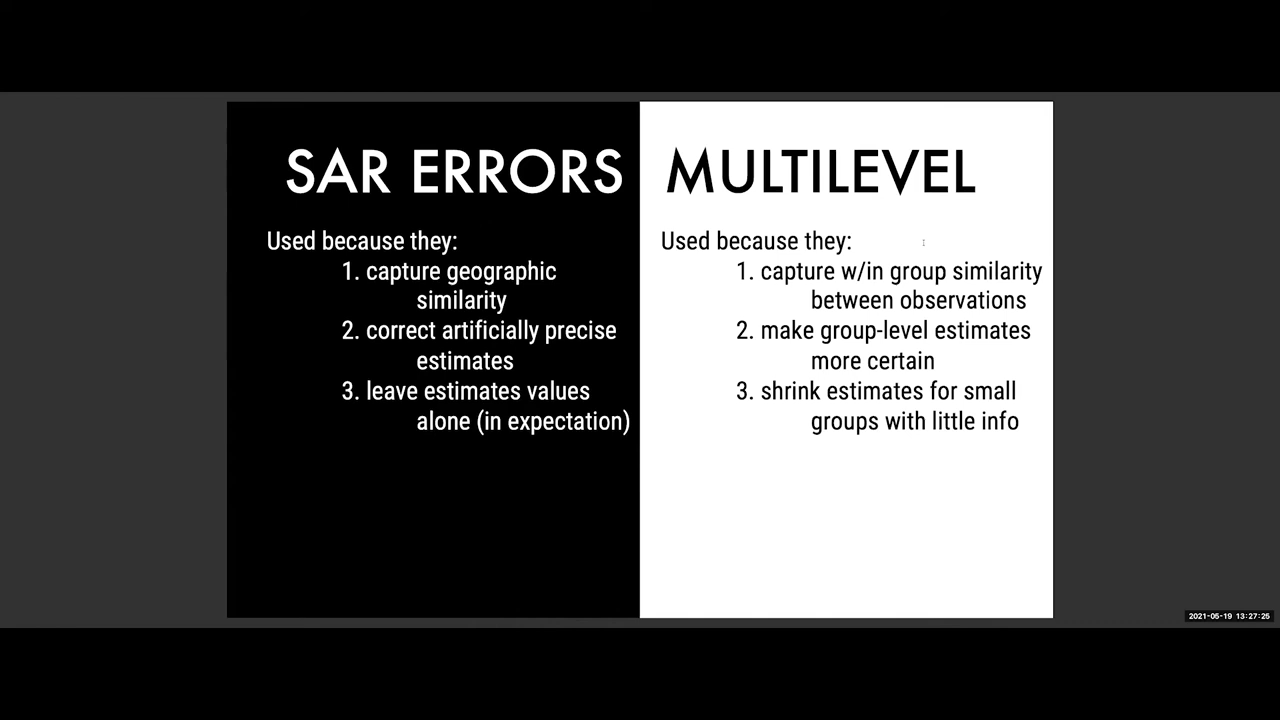 SAR ERRORS
Used because they:
1. capture geographic
similarity
2. correct artificially precise
estimates
3. leave estimates values
alone (in expectation)
MULTILEVEL
Used because they:
1. capture w/in group similarity
between observations
2. make group-level estimates
more certain
3. shrink estimates for small
groups with little info
2021-05-19 13:27:25